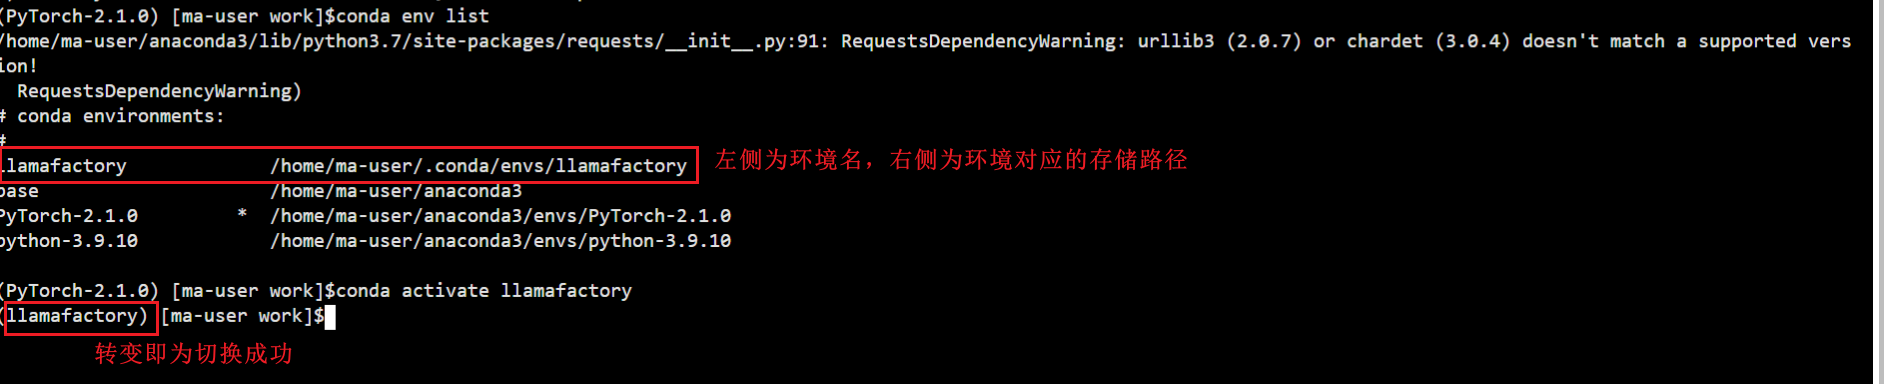 (PyTorch-2.1.0) [ma-user work]$conda env list
/home/ma-user/anaconda3/lib/python3.7/site-packages/requests/__init__.py:91: RequestsDependencyWarning: urllib3 (2.0.7) or chardet (3.0.4) doesn't match a supported vers
ion!
  RequestsDependencyWarning)
# conda environments:
#
llamafactory             /home/ma-user/.conda/envs/llamafactory 左侧为环境名，右侧为环境对应的存储路径
base                     /home/ma-user/anaconda3
PyTorch-2.1.0         *  /home/ma-user/anaconda3/envs/PyTorch-2.1.0
python-3.9.10            /home/ma-user/anaconda3/envs/python-3.9.10
(PyTorch-2.1.0) [ma-user work]$conda activate llamafactory
(llamafactory) [ma-user work]$
转变即为切换成功